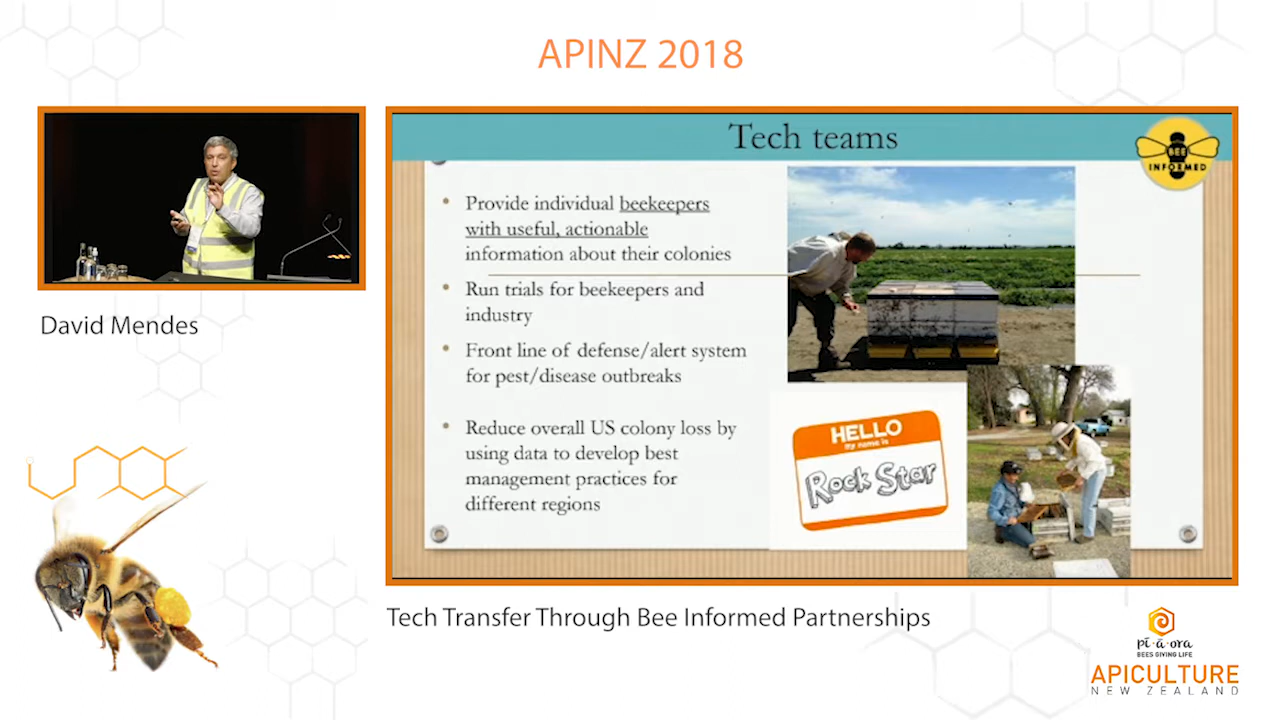 APINZ 2018
David Mendes
Tech teams
BEE
INFORMED
Provide individual beekeepers
with useful, actionable
information about their colonies
Run trials for beekeepers and
industry
Front line of defense/alert system
for pest/disease outbreaks
Reduce overall US colony loss by
using data to develop best
management practices for
different regions
HELLO
my name is
Rock Star
Tech Transfer Through Bee Informed Partnerships
pī-ā-ora
BEES GIVING LIFE
APICULTURE
NEW ZEALAND